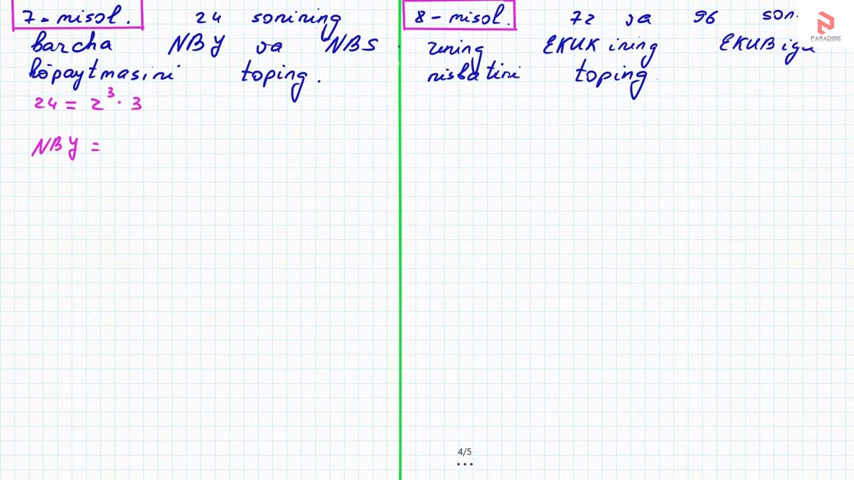 7-misol. 24 sonining
barcha NBY va NBS
ko'paytmasini toping.
24 = 2³ · 3
NBY =
8-misol. 72 va 96 son.
rining EKUK ining EKUB iga
nisbatini toping.
PARADISE
4/5